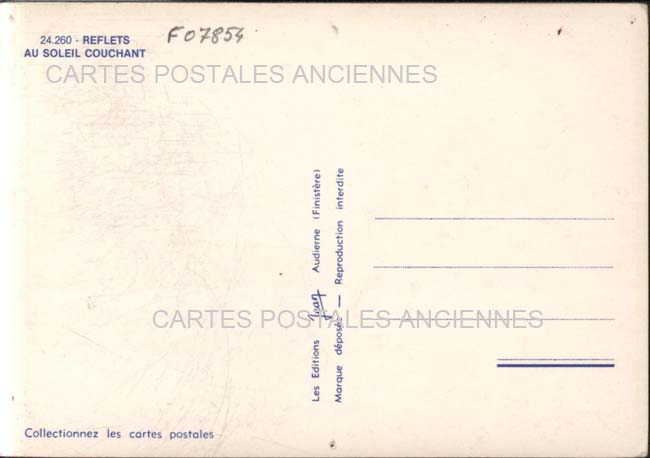 24.260 - REFLETS
AU SOLEIL COUCHANT
F07854
CARTES POSTALES ANCIENNES
Les Editions Jean Audierne (Finistère)
Marque déposée — Reproduction interdite
CARTES POSTALES ANCIENNES
Collectionnez les cartes postales